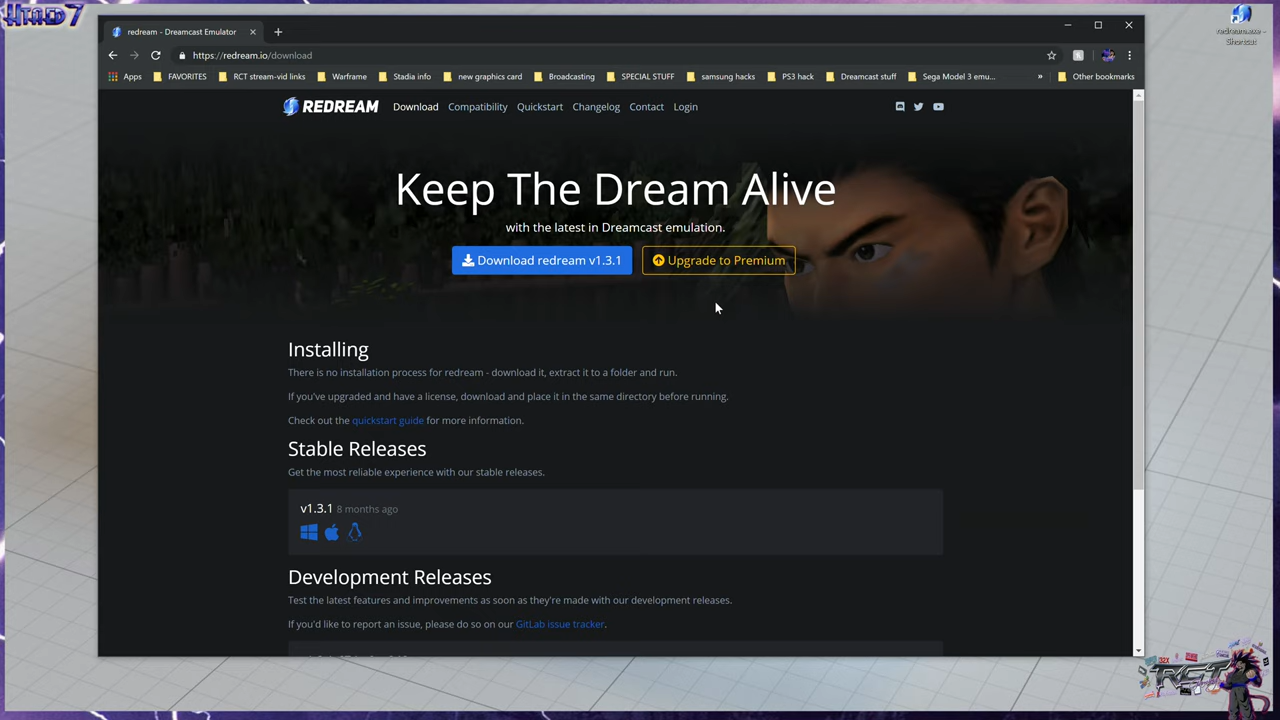 redream - Dreamcast Emulator
https://redream.io/download
Apps FAVORITES RCT stream-vid links Warframe Stadia info new graphics card Broadcasting SPECIAL STUFF samsung hacks PS3 hack Dreamcast stuff Sega Model 3 emu... » Other bookmarks
redream.exe - Shortcut
REDREAM Download Compatibility Quickstart Changelog Contact Login
Keep The Dream Alive
with the latest in Dreamcast emulation.
Download redream v1.3.1 Upgrade to Premium
Installing
There is no installation process for redream - download it, extract it to a folder and run.
If you've upgraded and have a license, download and place it in the same directory before running.
Check out the quickstart guide for more information.
Stable Releases
Get the most reliable experience with our stable releases.
v1.3.1 8 months ago
Development Releases
Test the latest features and improvements as soon as they're made with our development releases.
If you'd like to report an issue, please do so on our GitLab issue tracker.
RCT